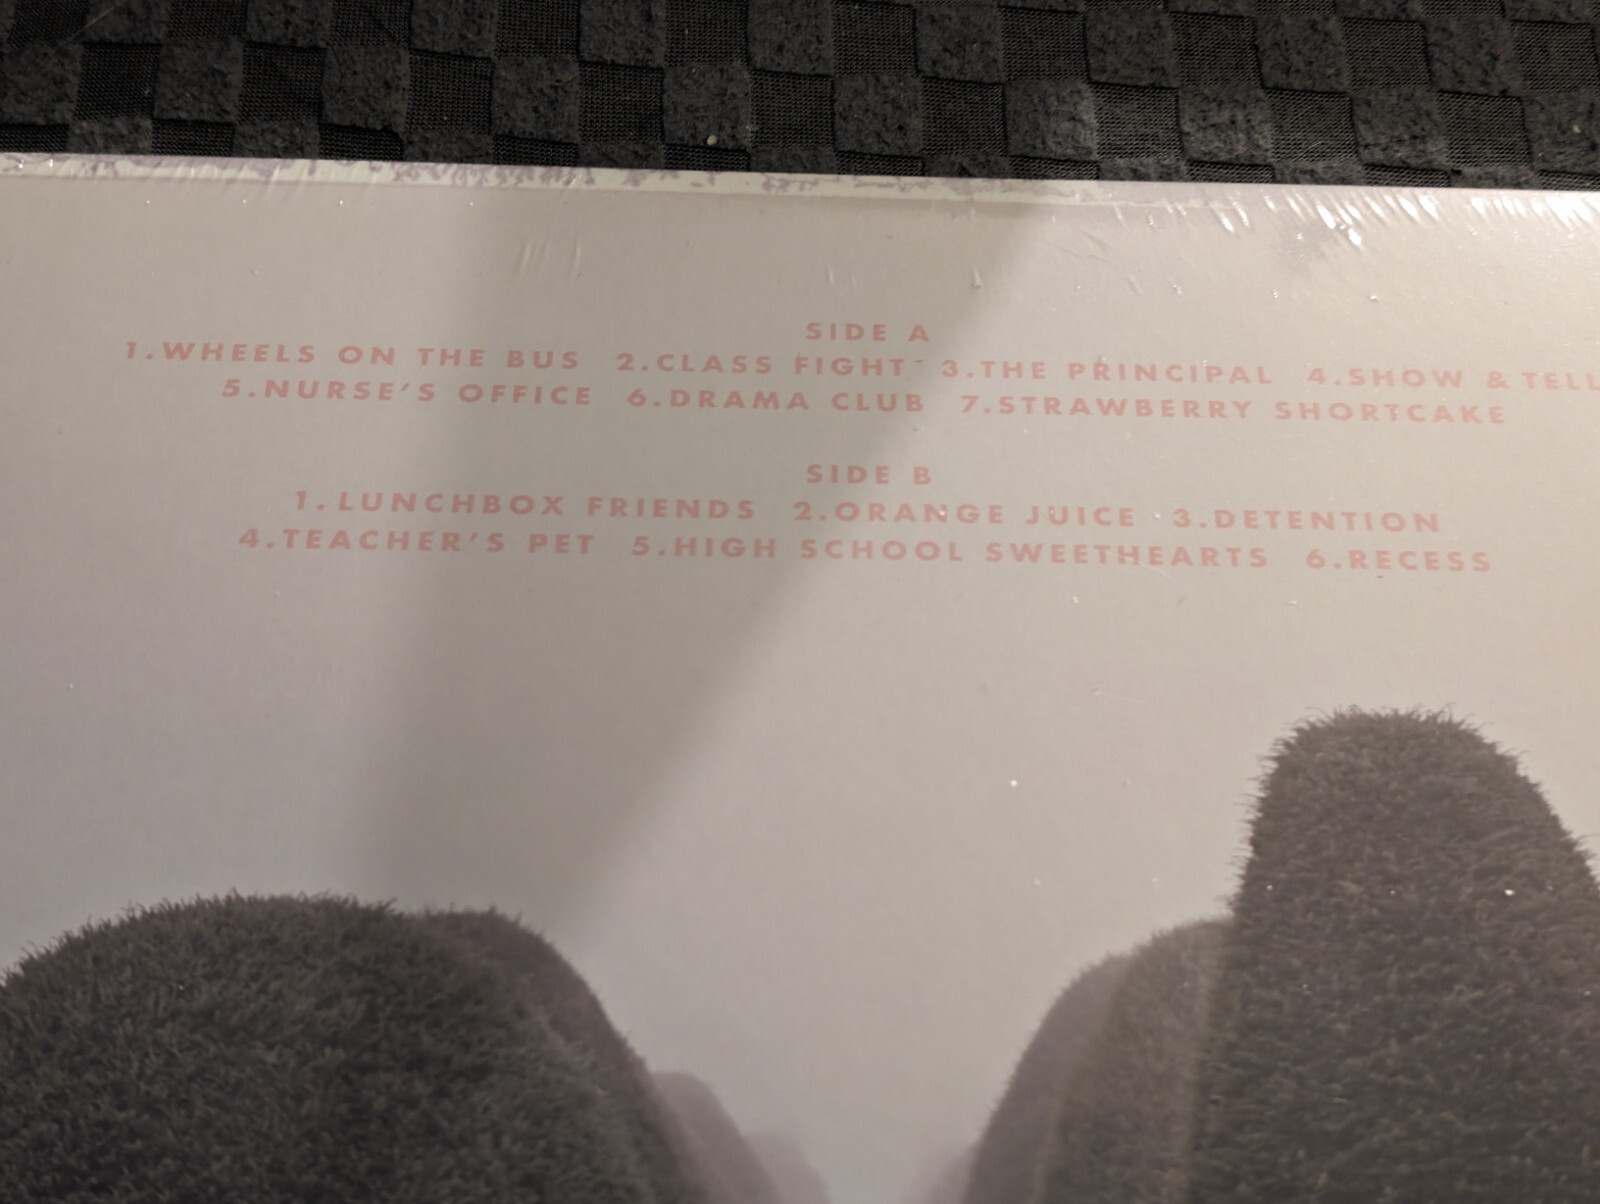 SIDE A
1.WHEELS ON THE BUS 2.CLASS FIGHT 3.THE PRINCIPAL 4.SHOW & TELL
5.NURSE'S OFFICE 6.DRAMA CLUB 7.STRAWBERRY SHORTCAKE
SIDE B
1.LUNCHBOX FRIENDS 2.ORANGE JUICE 3.DETENTION
4.TEACHER'S PET 5.HIGH SCHOOL SWEETHEARTS 6.RECESS